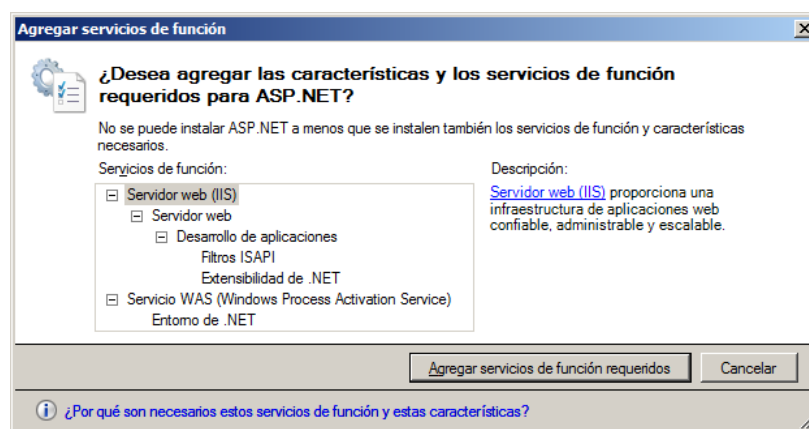 Agregar servicios de función
¿Desea agregar las características y los servicios de función
requeridos para ASP.NET?
No se puede instalar ASP.NET a menos que se instalen también los servicios de función y características
necesarios.
Servicios de función:
Servidor web (IIS)
Servidor web
Desarrollo de aplicaciones
Filtros ISAPI
Extensibilidad de .NET
Servicio WAS (Windows Process Activation Service)
Entorno de .NET
Descripción:
Servidor web (IIS) proporciona una
infraestructura de aplicaciones web
confiable, administrable y escalable.
Agregar servicios de función requeridos
Cancelar
¿Por qué son necesarios estos servicios de función y estas características?